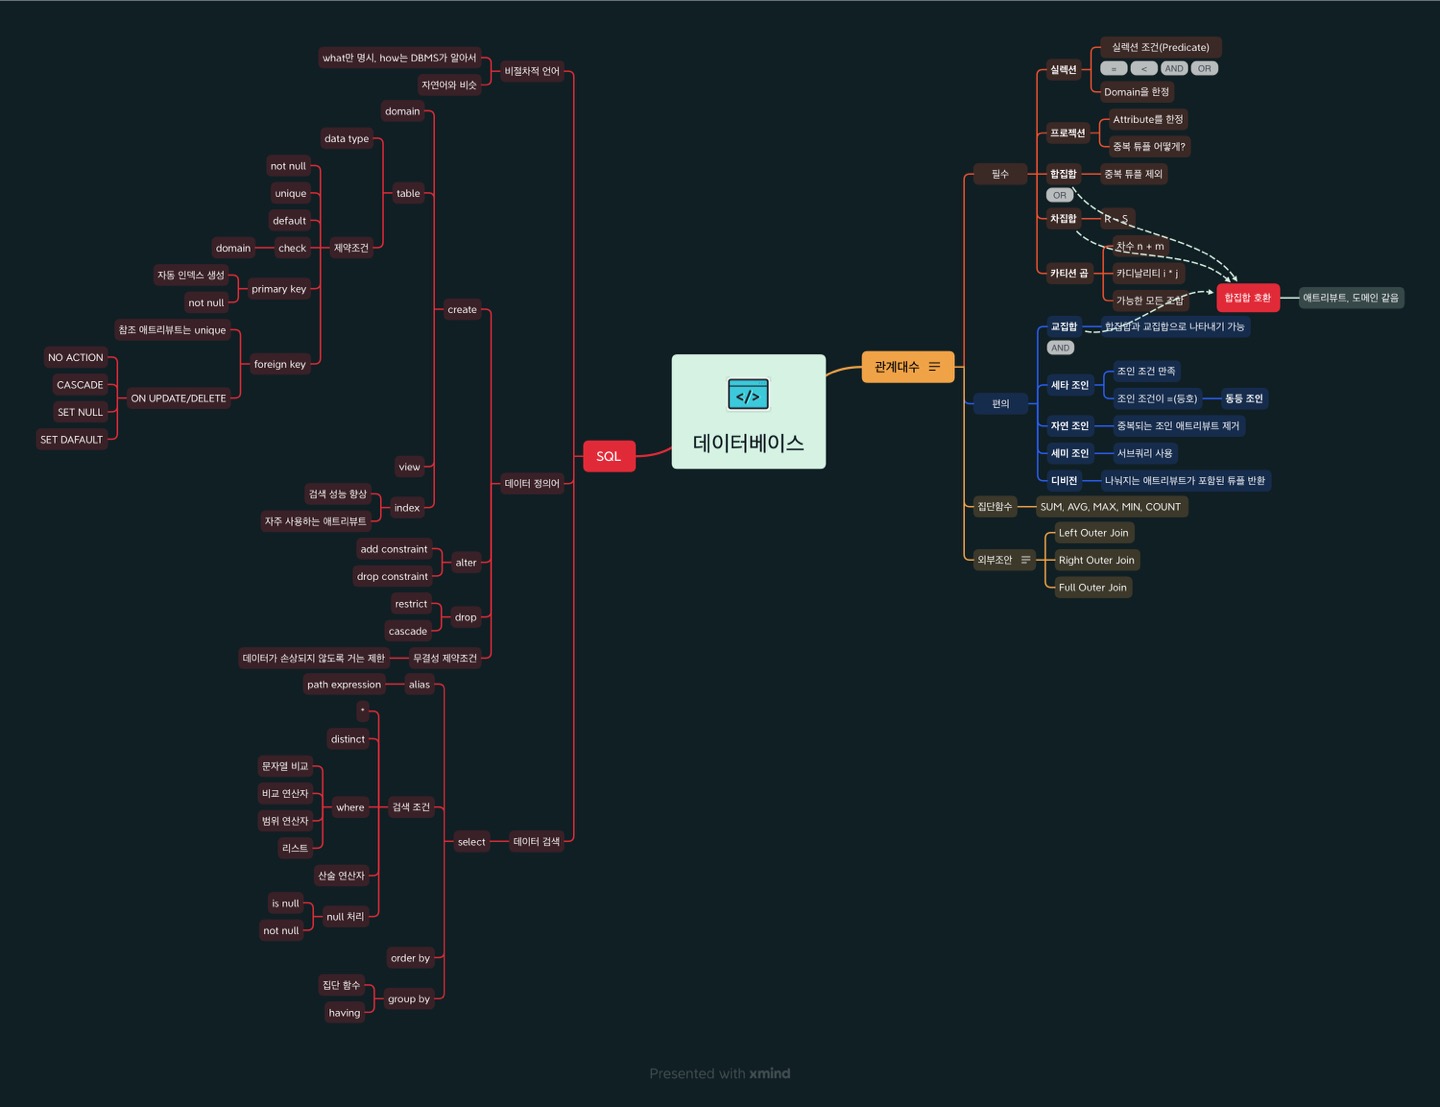 데이터베이스
SQL
비절차적 언어
what만 명시, how는 DBMS가 알아서
자연어와 비슷
데이터 정의어
create
domain
table
data type
제약조건
not null
unique
default
check
domain
primary key
자동 인덱스 생성
not null
foreign key
참조 애트리뷰트는 unique
ON UPDATE/DELETE
NO ACTION
CASCADE
SET NULL
SET DAFAULT
view
index
검색 성능 향상
자주 사용하는 애트리뷰트
alter
add constraint
drop constraint
drop
restrict
cascade
무결성 제약조건
데이터가 손상되지 않도록 거는 제한
데이터 검색
select
alias
path expression
검색 조건
*
distinct
where
문자열 비교
비교 연산자
범위 연산자
리스트
산술 연산자
null 처리
is null
not null
order by
group by
집단 함수
having
관계대수
필수
실렉션
실렉션 조건(Predicate)
= < AND OR
Domain을 한정
프로젝션
Attribute를 한정
중복 튜플 어떻게?
합집합
OR
중복 튜플 제외
차집합
R - S
카티션 곱
차수 n + m
카디날리티 i * j
가능한 모든 조합
합집합 호환
애트리뷰트, 도메인 같음
편의
교집합
AND
합집합과 교집합으로 나타내기 가능
세타 조인
조인 조건 만족
조인 조건이 =(등호)
동등 조인
자연 조인
중복되는 조인 애트리뷰트 제거
세미 조인
서브쿼리 사용
디비전
나눠지는 애트리뷰트가 포함된 튜플 반환
집단함수
SUM, AVG, MAX, MIN, COUNT
외부조안
Left Outer Join
Right Outer Join
Full Outer Join
Presented with xmind